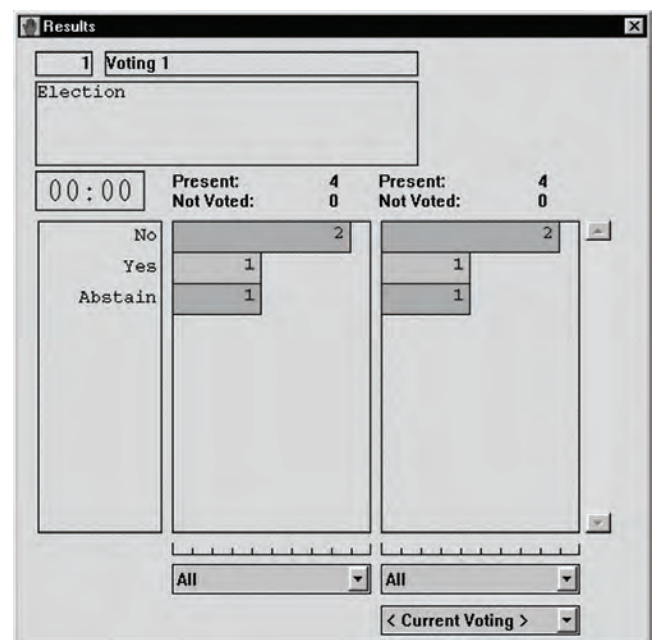 Results
1 Voting 1
Election
00:00
Present: 4 Present: 4
Not Voted: 0 Not Voted: 0
No 2 2
Yes 1 1
Abstain 1 1
All All
< Current Voting >